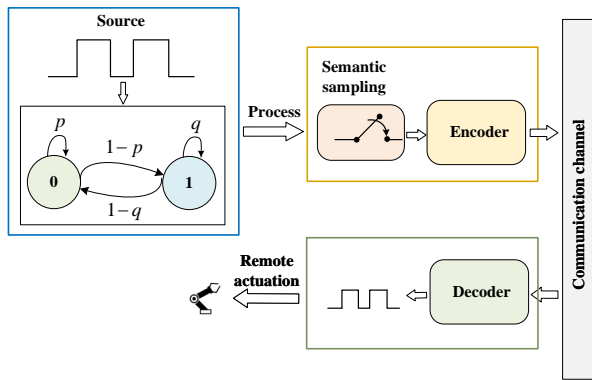 Source
p
q
1−p
0
1
1−q
Process
Semantic
sampling
Encoder
Communication channel
Remote
actuation
Decoder